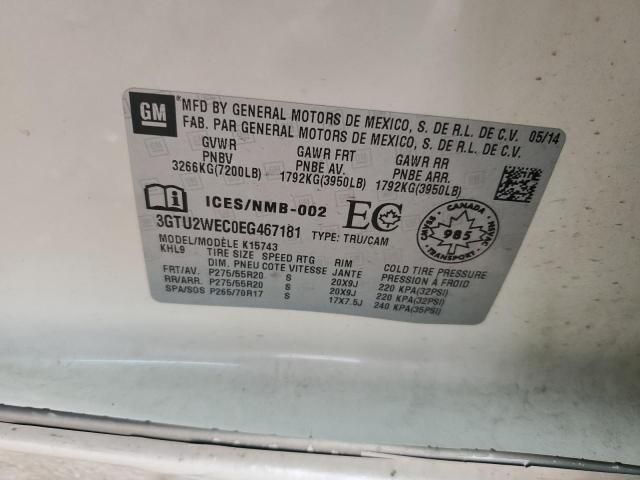 GM
*MFD BY GENERAL MOTORS DE MEXICO, S. DE R.L. DE C.V. 05/14
FAB. PAR GENERAL MOTORS DE MEXICO, S. DE R.L. DE C.V.
GVWR GAWR FRT GAWR RR
PNBV PNBE AV. PNBE ARR.
3266KG(7200LB) 1792KG(3950LB) 1792KG(3950LB)
ICES/NMB-002 EC
CANADA
985
TRANSPORT
3GTU2WEC0EG467181 TYPE: TRU/CAM
MODEL/MODÈLE K15743
KHL9 TIRE SIZE SPEED RTG RIM COLD TIRE PRESSURE
DIM. PNEU COTE VITESSE JANTE PRESSION À FROID
FRT/AV. P275/55R20 S 20X9J 220 KPA(32PSI)
RR/ARR. P275/55R20 S 20X9J 220 KPA(32PSI)
SPA/SOS P265/70R17 S 17X7.5J 240 KPA(35PSI)